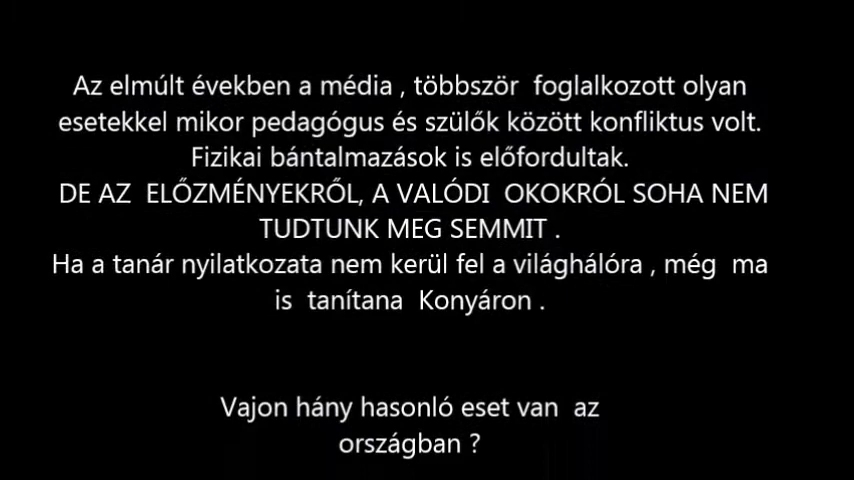 Az elmúlt években a média , többször foglalkozott olyan
esetekkel mikor pedagógus és szülők között konfliktus volt.
Fizikai bántalmazások is előfordultak.
DE AZ ELŐZMÉNYEKRŐL, A VALÓDI OKOKRÓL SOHA NEM
TUDTUNK MEG SEMMIT .
Ha a tanár nyilatkozata nem kerül fel a világhálóra , még ma
is tanítana Konyáron .
Vajon hány hasonló eset van az
országban ?